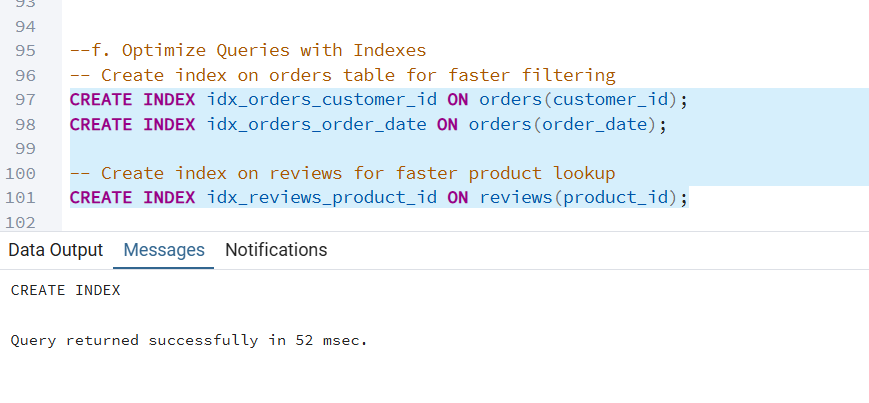 93
94
95 --f. Optimize Queries with Indexes
96 -- Create index on orders table for faster filtering
97 CREATE INDEX idx_orders_customer_id ON orders(customer_id);
98 CREATE INDEX idx_orders_order_date ON orders(order_date);
99
100 -- Create index on reviews for faster product lookup
101 CREATE INDEX idx_reviews_product_id ON reviews(product_id);
102
Data Output Messages Notifications
CREATE INDEX
Query returned successfully in 52 msec.